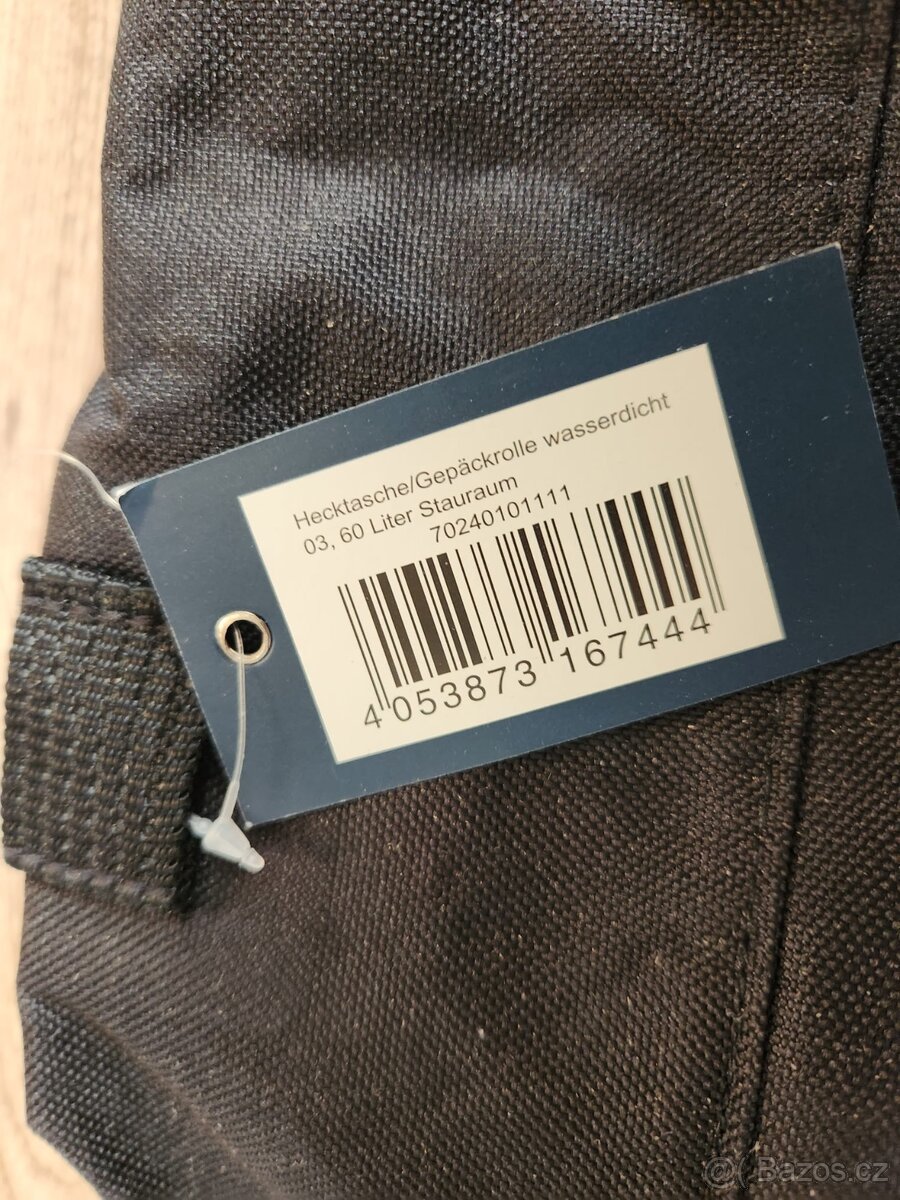 Hecktasche/Gepäckrolle wasserdicht
03, 60 Liter Stauraum
70240101111
4 053873 167444
@ Bazos.cz